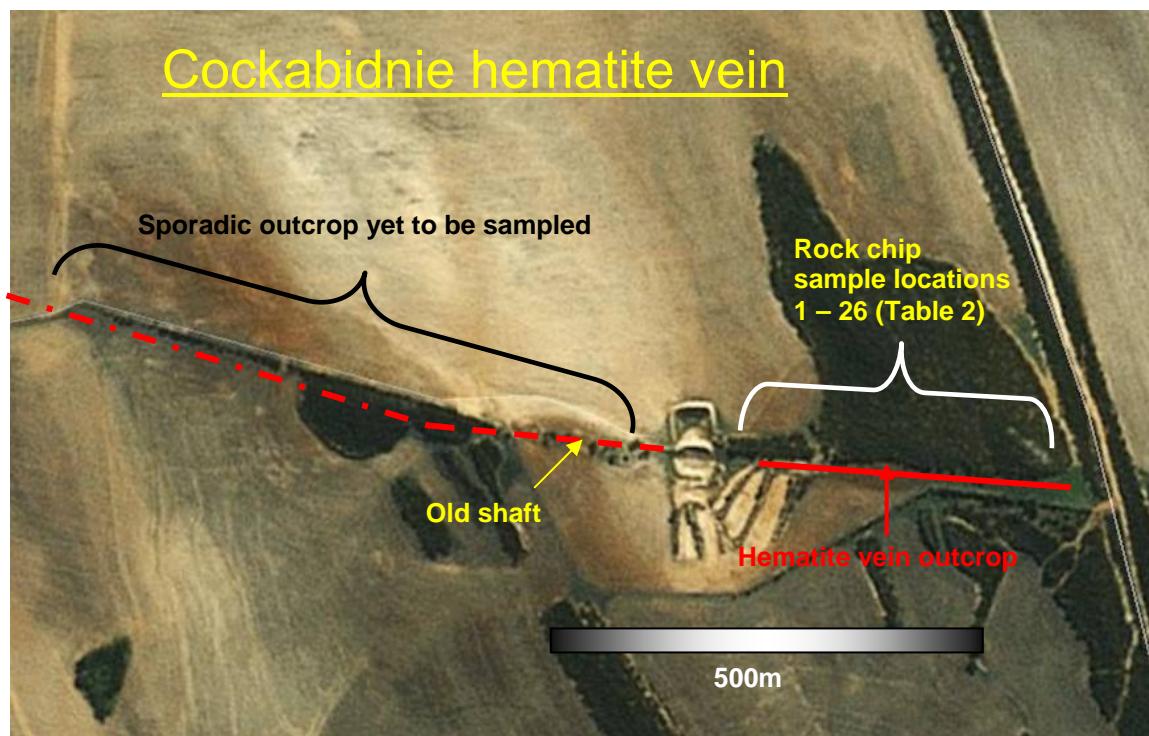 Cockabidnie hematite vein
Sporadic outcrop yet to be sampled
Rock chip
sample locations
1 – 26 (Table 2)
Old shaft
Hematite vein outcrop
500m